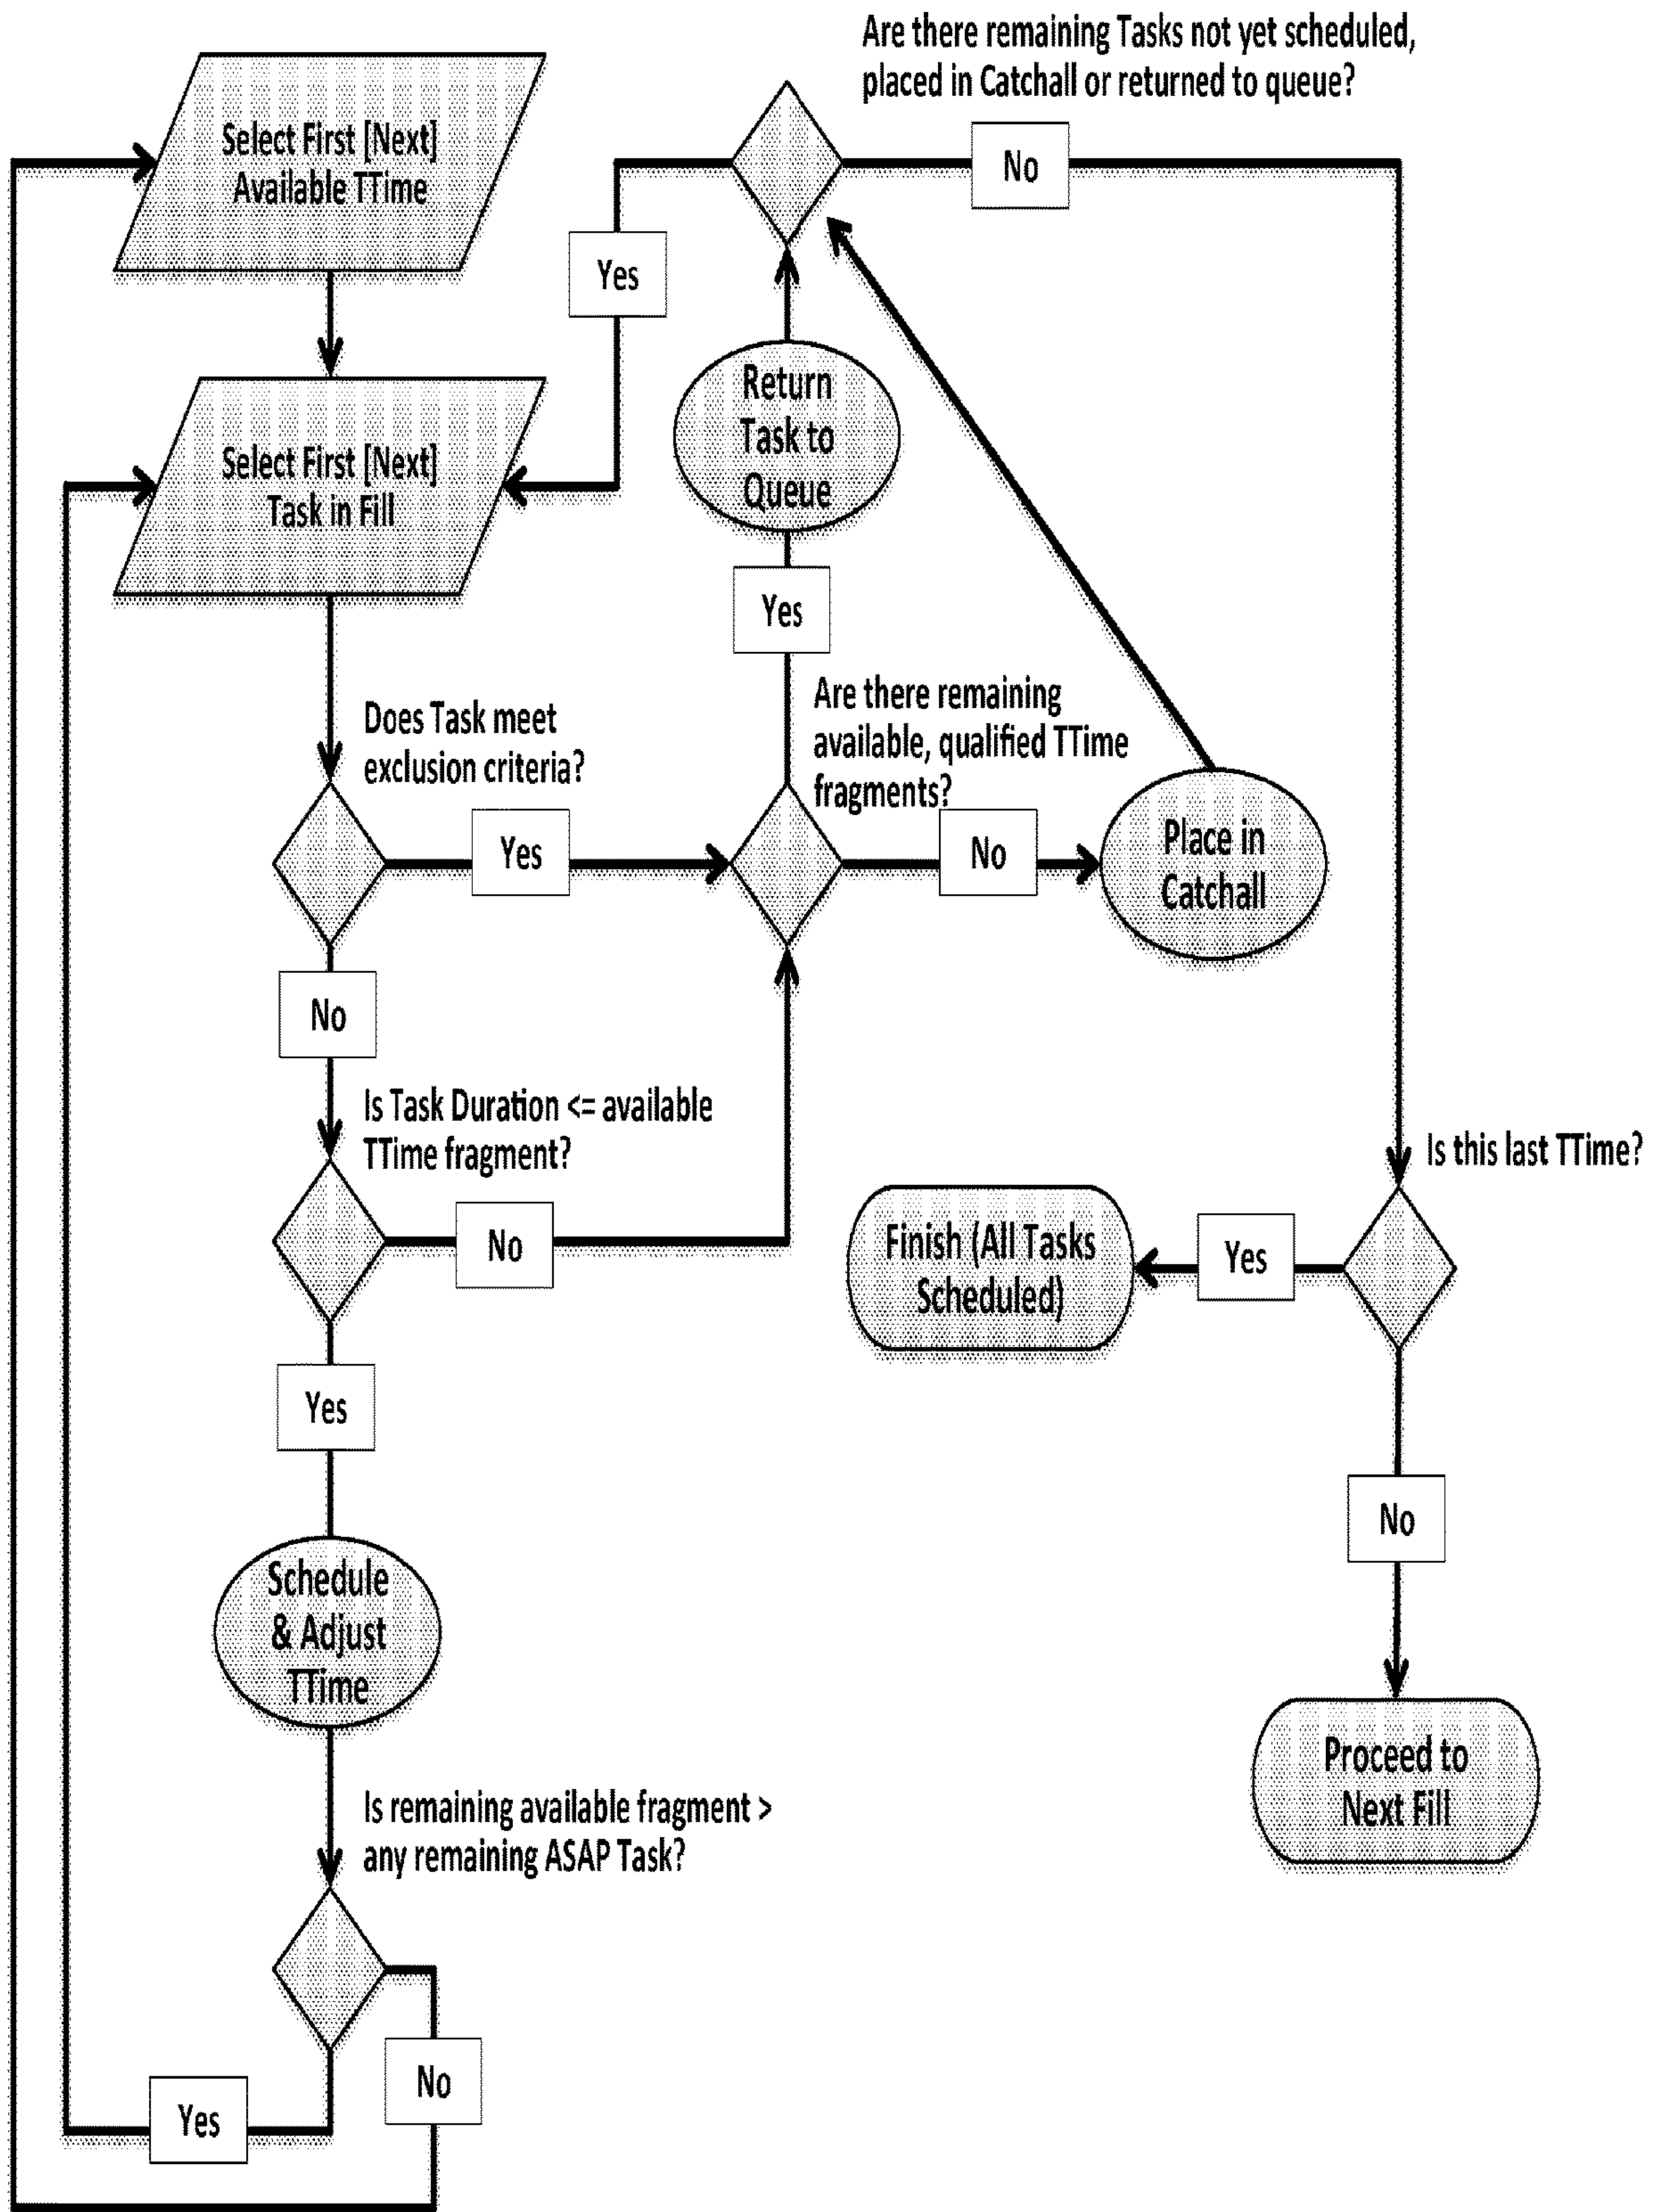 Are there remaining Tasks not yet scheduled,
placed in Catchall or returned to queue?
Select First [Next]
Available TTime
No
Yes
Return
Task to
Queue
Select First [Next]
Task in Fill
Yes
Does Task meet
exclusion criteria?
Are there remaining
available, qualified TTime
fragments?
Yes
No
Place in
Catchall
No
Is Task Duration <= available
TTime fragment?
Is this last TTime?
No
Finish (All Tasks
Scheduled)
Yes
Yes
No
Schedule
& Adjust
TTime
Proceed to
Next Fill
Is remaining available fragment >
any remaining ASAP Task?
No
Yes